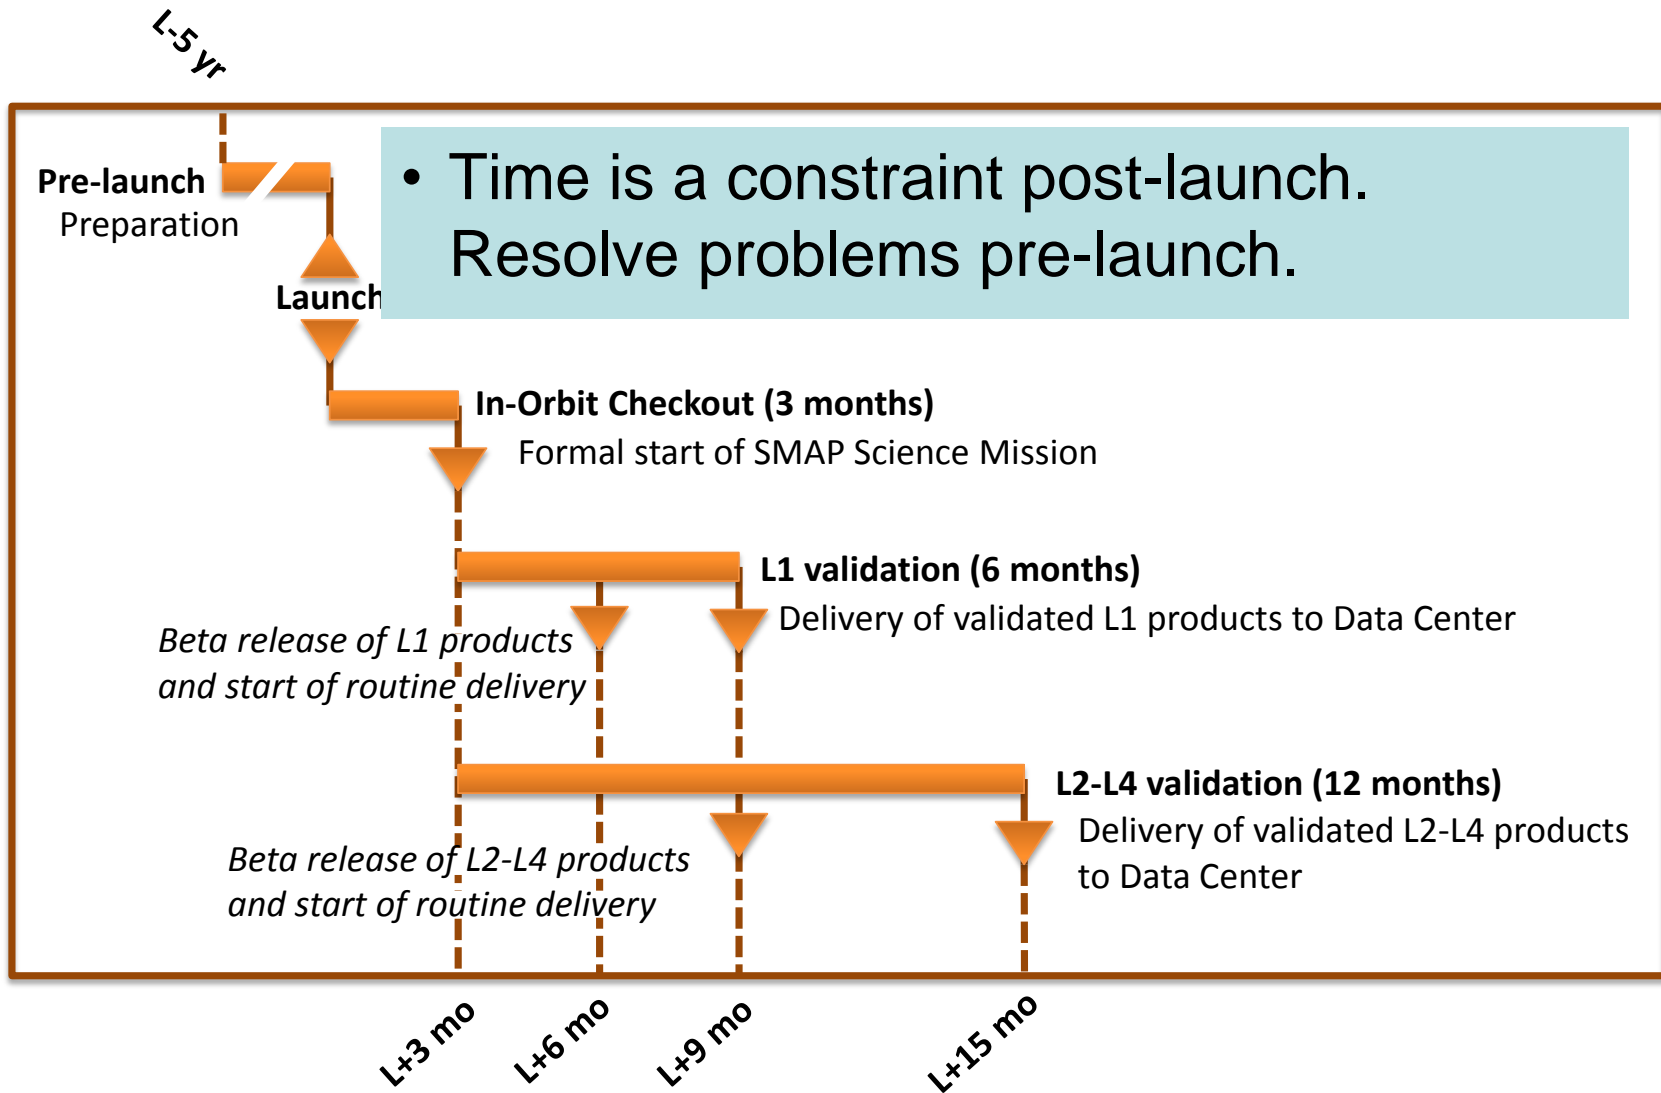 L-5 yr
Pre-launch
Preparation
• Time is a constraint post-launch.
Resolve problems pre-launch.
Launch
In-Orbit Checkout (3 months)
Formal start of SMAP Science Mission
L1 validation (6 months)
Delivery of validated L1 products to Data Center
Beta release of L1 products
and start of routine delivery
L2-L4 validation (12 months)
Delivery of validated L2-L4 products
to Data Center
Beta release of L2-L4 products
and start of routine delivery
L+3 mo
L+6 mo
L+9 mo
L+15 mo